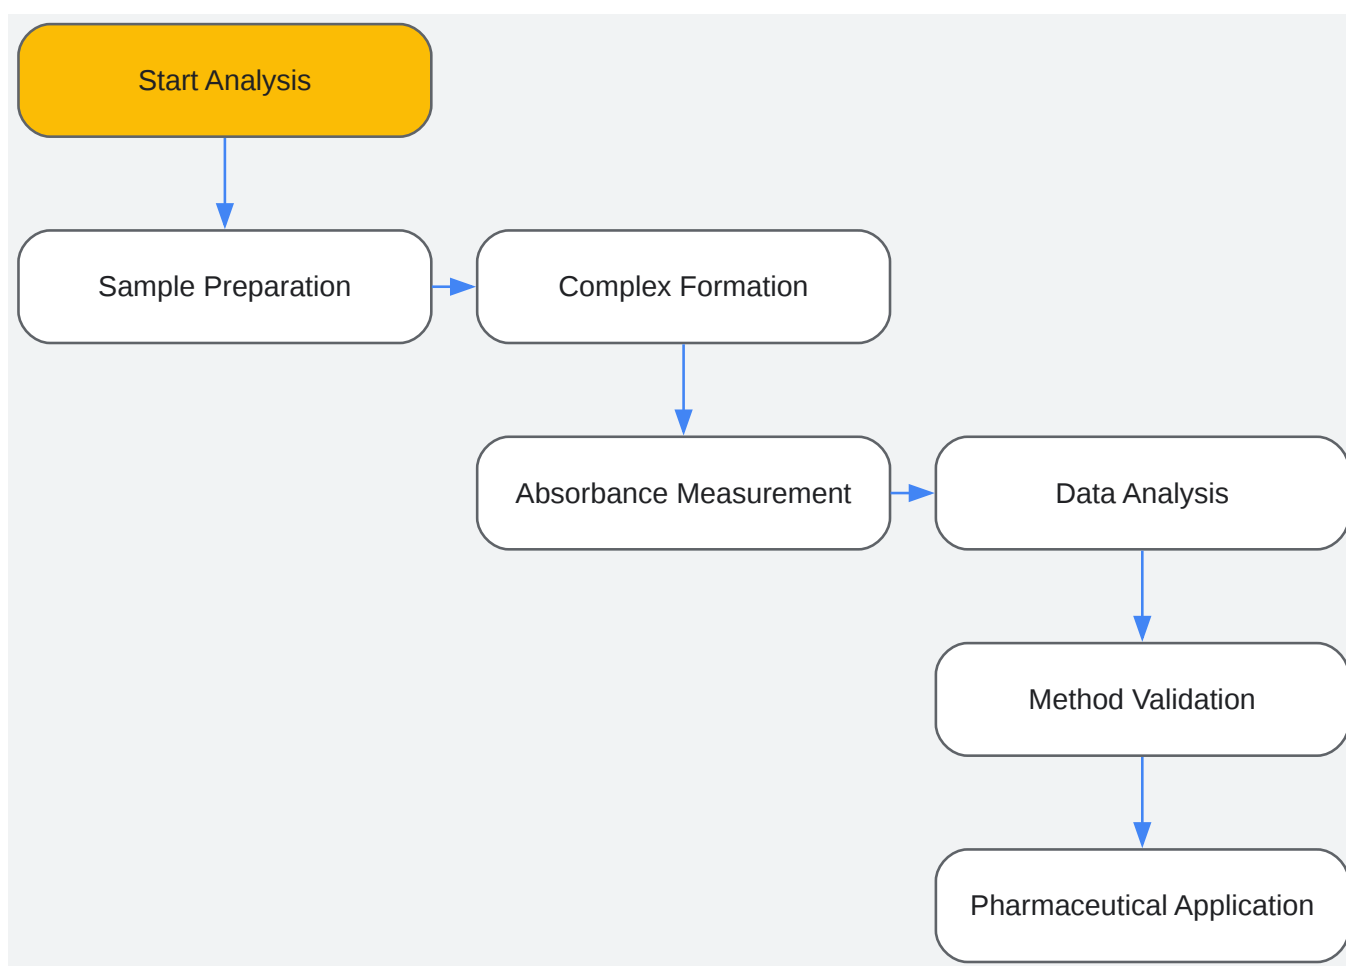 Start Analysis
Sample Preparation
Complex Formation
Absorbance Measurement
Data Analysis
Method Validation
Pharmaceutical Application